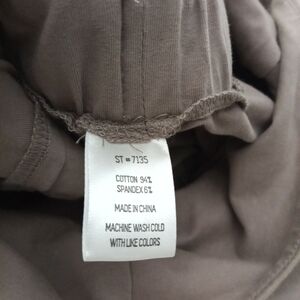 ST # 7135
COTTON 94%
SPANDEX 6%
MADE IN CHINA
MACHINE WASH COLD
WITH LIKE COLORS